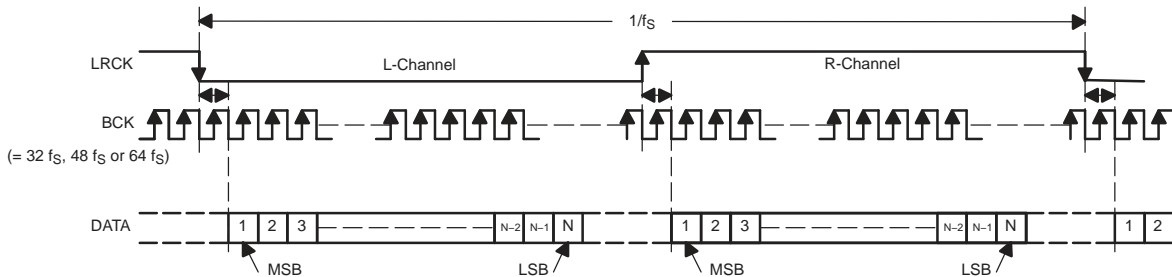 1/fS
LRCK
L-Channel
R-Channel
BCK
(= 32 fS, 48 fS or 64 fS)
DATA
1 2 3 N–2 N–1 N 1 2 3 N–2 N–1 N 1 2
MSB LSB MSB LSB